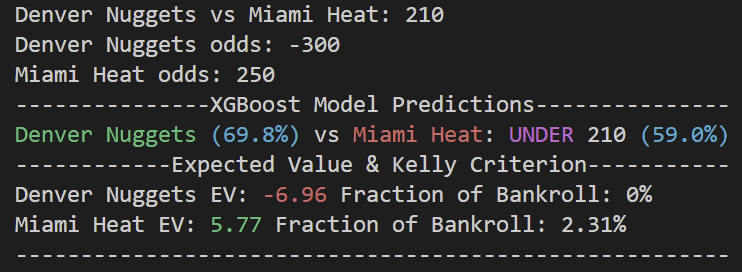 Denver Nuggets vs Miami Heat: 210
Denver Nuggets odds: -300
Miami Heat odds: 250
---------------XGBoost Model Predictions---------------
Denver Nuggets (69.8%) vs Miami Heat: UNDER 210 (59.0%)
------------Expected Value & Kelly Criterion-----------
Denver Nuggets EV: -6.96 Fraction of Bankroll: 0%
Miami Heat EV: 5.77 Fraction of Bankroll: 2.31%
-------------------------------------------------------